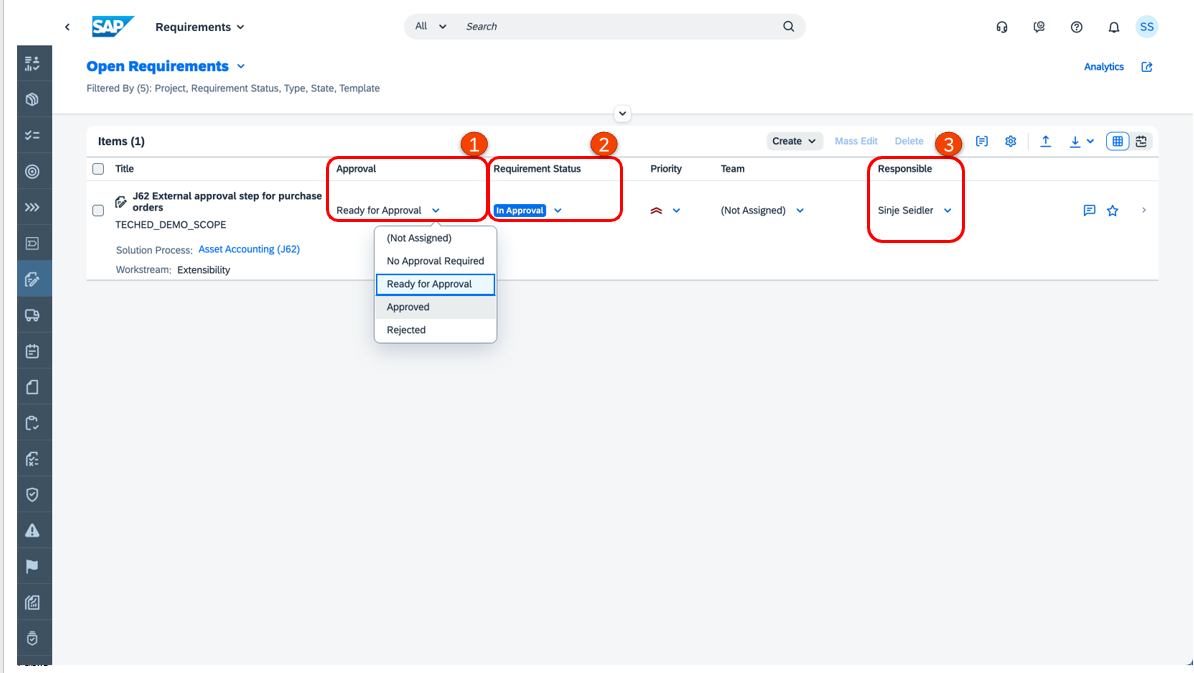 SAP
Requirements
All
Search
SS
Open Requirements
Analytics
Filtered By (5): Project, Requirement Status, Type, State, Template
Items (1)
Create
Mass Edit
Delete
1
2
3
Title
Approval
Requirement Status
Priority
Team
Responsible
J62 External approval step for purchase
orders
Ready for Approval
In Approval
(Not Assigned)
Sinje Seidler
TECHED_DEMO_SCOPE
Solution Process: Asset Accounting (J62)
Workstream: Extensibility
(Not Assigned)
No Approval Required
Ready for Approval
Approved
Rejected